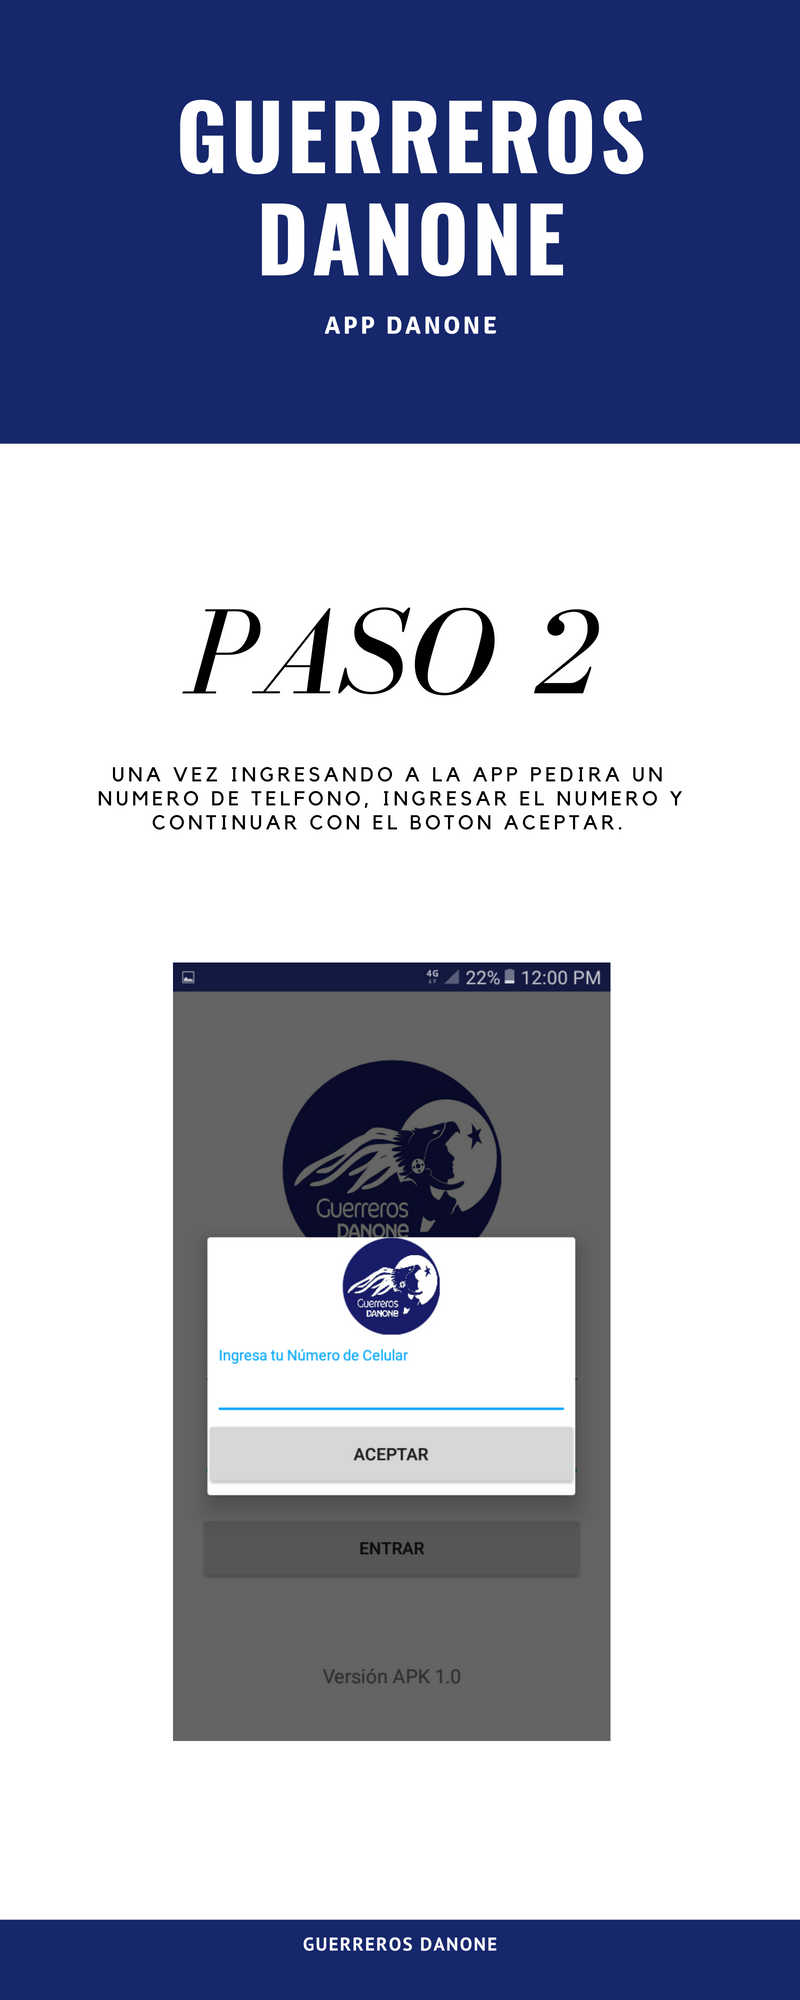 GUERREROS
DANONE
APP DANONE
PASO 2
UNA VEZ INGRESANDO A LA APP PEDIRA UN
NUMERO DE TELFONO, INGRESAR EL NUMERO Y
CONTINUAR CON EL BOTON ACEPTAR.
4G 22% 12:00 PM
Guerreros
DANONE
Guerreros
DANONE
Ingresa tu Número de Celular
ACEPTAR
ENTRAR
Versión APK 1.0
GUERREROS DANONE